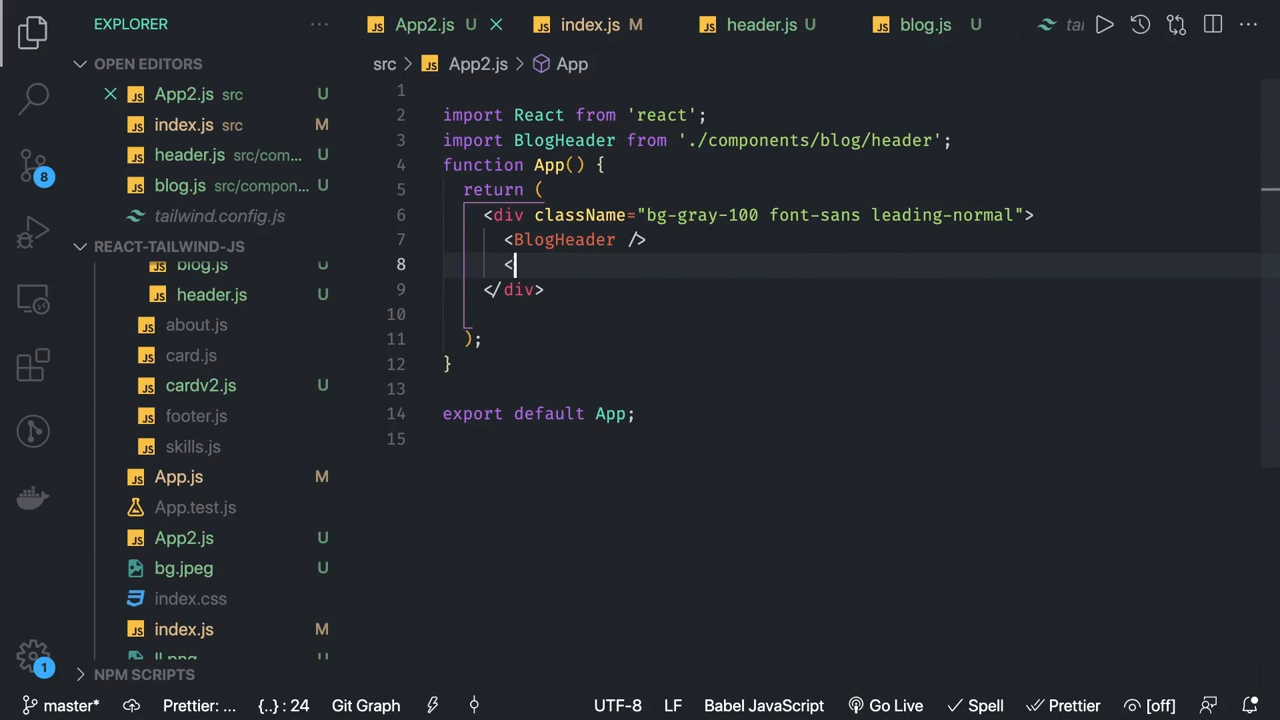 EXPLORER
App2.js U
index.js M
header.js U
blog.js U
tai
OPEN EDITORS
src > App2.js > App
App2.js src U
index.js src M
header.js src/com... U
blog.js src/compon... U
tailwind.config.js
REACT-TAILWIND-JS
blog.js U
header.js U
about.js
card.js
cardv2.js U
footer.js
skills.js
App.js M
App.test.js
App2.js U
bg.jpeg U
index.css
index.js M
ll.png U
NPM SCRIPTS
1
2 import React from 'react';
3 import BlogHeader from './components/blog/header';
4 function App() {
5 return (
6 <div className="bg-gray-100 font-sans leading-normal">
7 <BlogHeader />
8 <
9 </div>
10
11 );
12 }
13
14 export default App;
15
8
1
master* Prettier: ... {..} : 24 Git Graph UTF-8 LF Babel JavaScript Go Live Spell Prettier [off]